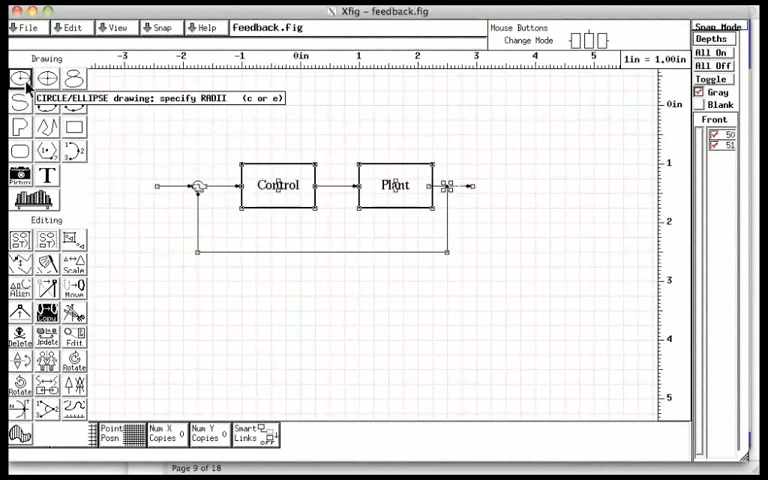 Xfig – feedback.fig
File Edit View Snap Help feedback.fig
Mouse Buttons
Change Mode
Snap Mode
Depths
All On
All Off
Toggle
Gray
Blank
Front
50
51
Drawing
-3 -2 -1 0in 1 2 3 4 5 1in = 1.00in
CIRCLE/ELLIPSE drawing: specify RADII (c or e)
0in
1
2
3
4
5
Control Plant
Picture
T
Editing
Scale
Align Move
Copy
Delete Update Edit
Rotate
Rotate
Point Posn
Num X Copies 0
Num Y Copies 0
Smart Links OFF
Page 9 of 18